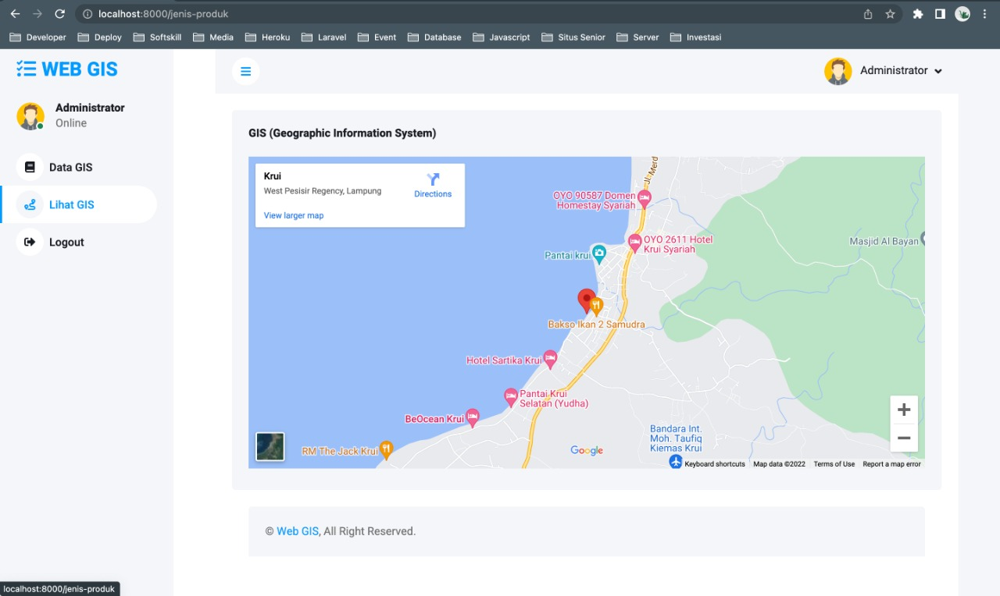 localhost:8000/jenis-produk
Developer Deploy Softskill Media Heroku Laravel Event Database Javascript Situs Senior Server Investasi
WEB GIS
Administrator
Online
Data GIS
Lihat GIS
Logout
Administrator
GIS (Geographic Information System)
Krui
West Pesisir Regency, Lampung
Directions
View larger map
JL. Merd
OYO 90587 Domen
Homestay Syariah
OYO 2611 Hotel
Krui Syariah
Masjid Al Bayan
Pantai krui
Bakso Ikan 2 Samudra
Hotel Sartika Krui
Pantai Krui
Selatan (Yudha)
BeOcean Krui
RM The Jack Krui
Bandara Int.
Moh. Taufiq
Kiemas Krui
Google
Keyboard shortcuts Map data ©2022 Terms of Use Report a map error
© Web GIS, All Right Reserved.
localhost:8000/jenis-produk